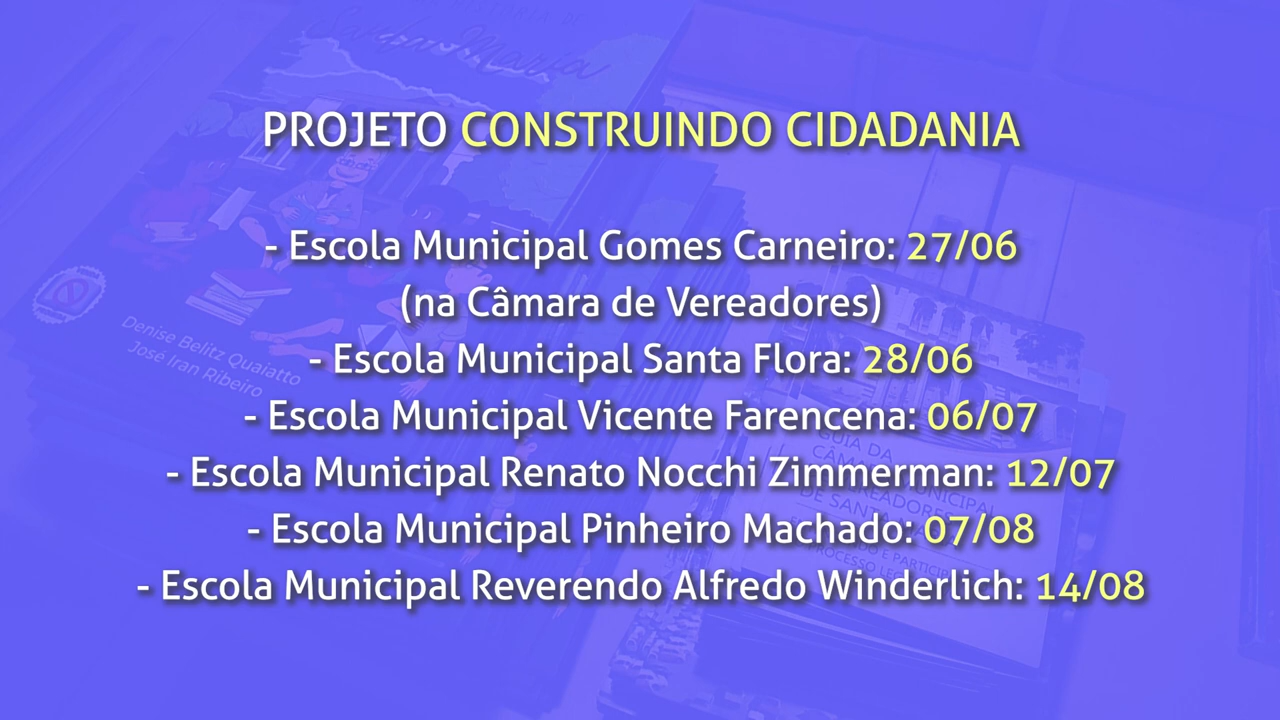 PROJETO CONSTRUINDO CIDADANIA
- Escola Municipal Gomes Carneiro: 27/06
(na Câmara de Vereadores)
- Escola Municipal Santa Flora: 28/06
- Escola Municipal Vicente Farencena: 06/07
- Escola Municipal Renato Nocchi Zimmerman: 12/07
- Escola Municipal Pinheiro Machado: 07/08
- Escola Municipal Reverendo Alfredo Winderlich: 14/08
Denise Belitz Quaiatto
José Iran Ribeiro
GUIA DA